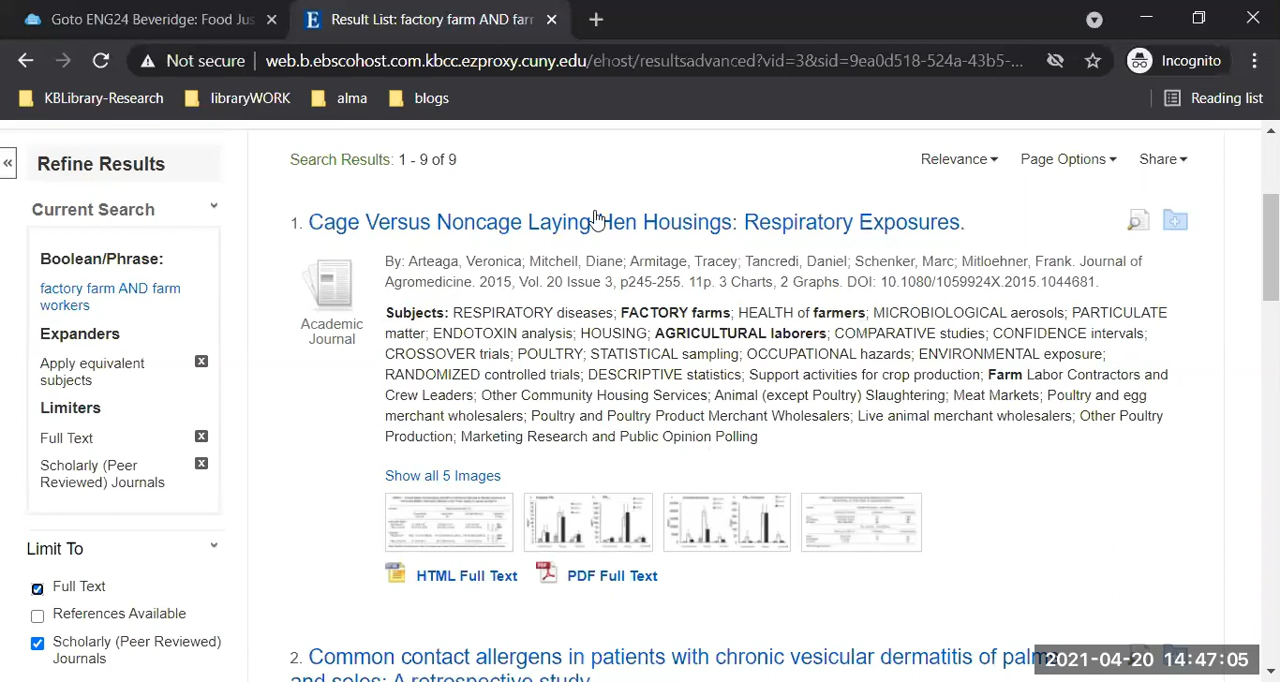 Goto ENG24 Beveridge: Food Jus
Result List: factory farm AND farr
Not secure
web.b.ebscohost.com.kbcc.ezproxy.cuny.edu/ehost/resultsadvanced?vid=3&sid=9ea0d518-524a-43b5-...
Incognito
KBLibrary-Research
libraryWORK
alma
blogs
Reading list
Refine Results
Current Search
Boolean/Phrase:
factory farm AND farm
workers
Expanders
Apply equivalent
subjects
Limiters
Full Text
Scholarly (Peer
Reviewed) Journals
Limit To
Full Text
References Available
Scholarly (Peer Reviewed)
Journals
Search Results: 1 - 9 of 9
Relevance
Page Options
Share
1. Cage Versus Noncage Laying Hen Housings: Respiratory Exposures.
Academic
Journal
By: Arteaga, Veronica; Mitchell, Diane; Armitage, Tracey; Tancredi, Daniel; Schenker, Marc; Mitloehner, Frank. Journal of
Agromedicine. 2015, Vol. 20 Issue 3, p245-255. 11p. 3 Charts, 2 Graphs. DOI: 10.1080/1059924X.2015.1044681.
Subjects: RESPIRATORY diseases; FACTORY farms; HEALTH of farmers; MICROBIOLOGICAL aerosols; PARTICULATE
matter; ENDOTOXIN analysis; HOUSING; AGRICULTURAL laborers; COMPARATIVE studies; CONFIDENCE intervals;
CROSSOVER trials; POULTRY; STATISTICAL sampling; OCCUPATIONAL hazards; ENVIRONMENTAL exposure;
RANDOMIZED controlled trials; DESCRIPTIVE statistics; Support activities for crop production; Farm Labor Contractors and
Crew Leaders; Other Community Housing Services; Animal (except Poultry) Slaughtering; Meat Markets; Poultry and egg
merchant wholesalers; Poultry and Poultry Product Merchant Wholesalers; Live animal merchant wholesalers; Other Poultry
Production; Marketing Research and Public Opinion Polling
Show all 5 Images
HTML Full Text
PDF Full Text
2. Common contact allergens in patients with chronic vesicular dermatitis of palm
and soles: A retrospective study
2021-04-20 14:47:05